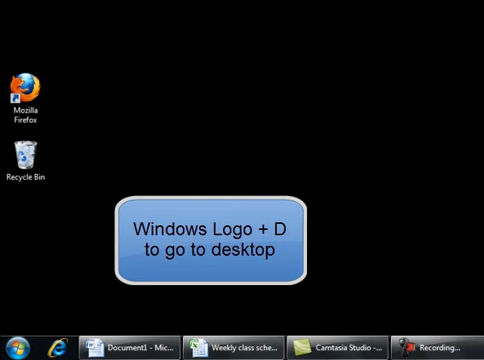 Mozilla
Firefox
Recycle Bin
Windows Logo + D
to go to desktop
Document1 - Mic...
Weekly class sche...
Camtasia Studio -...
Recording...